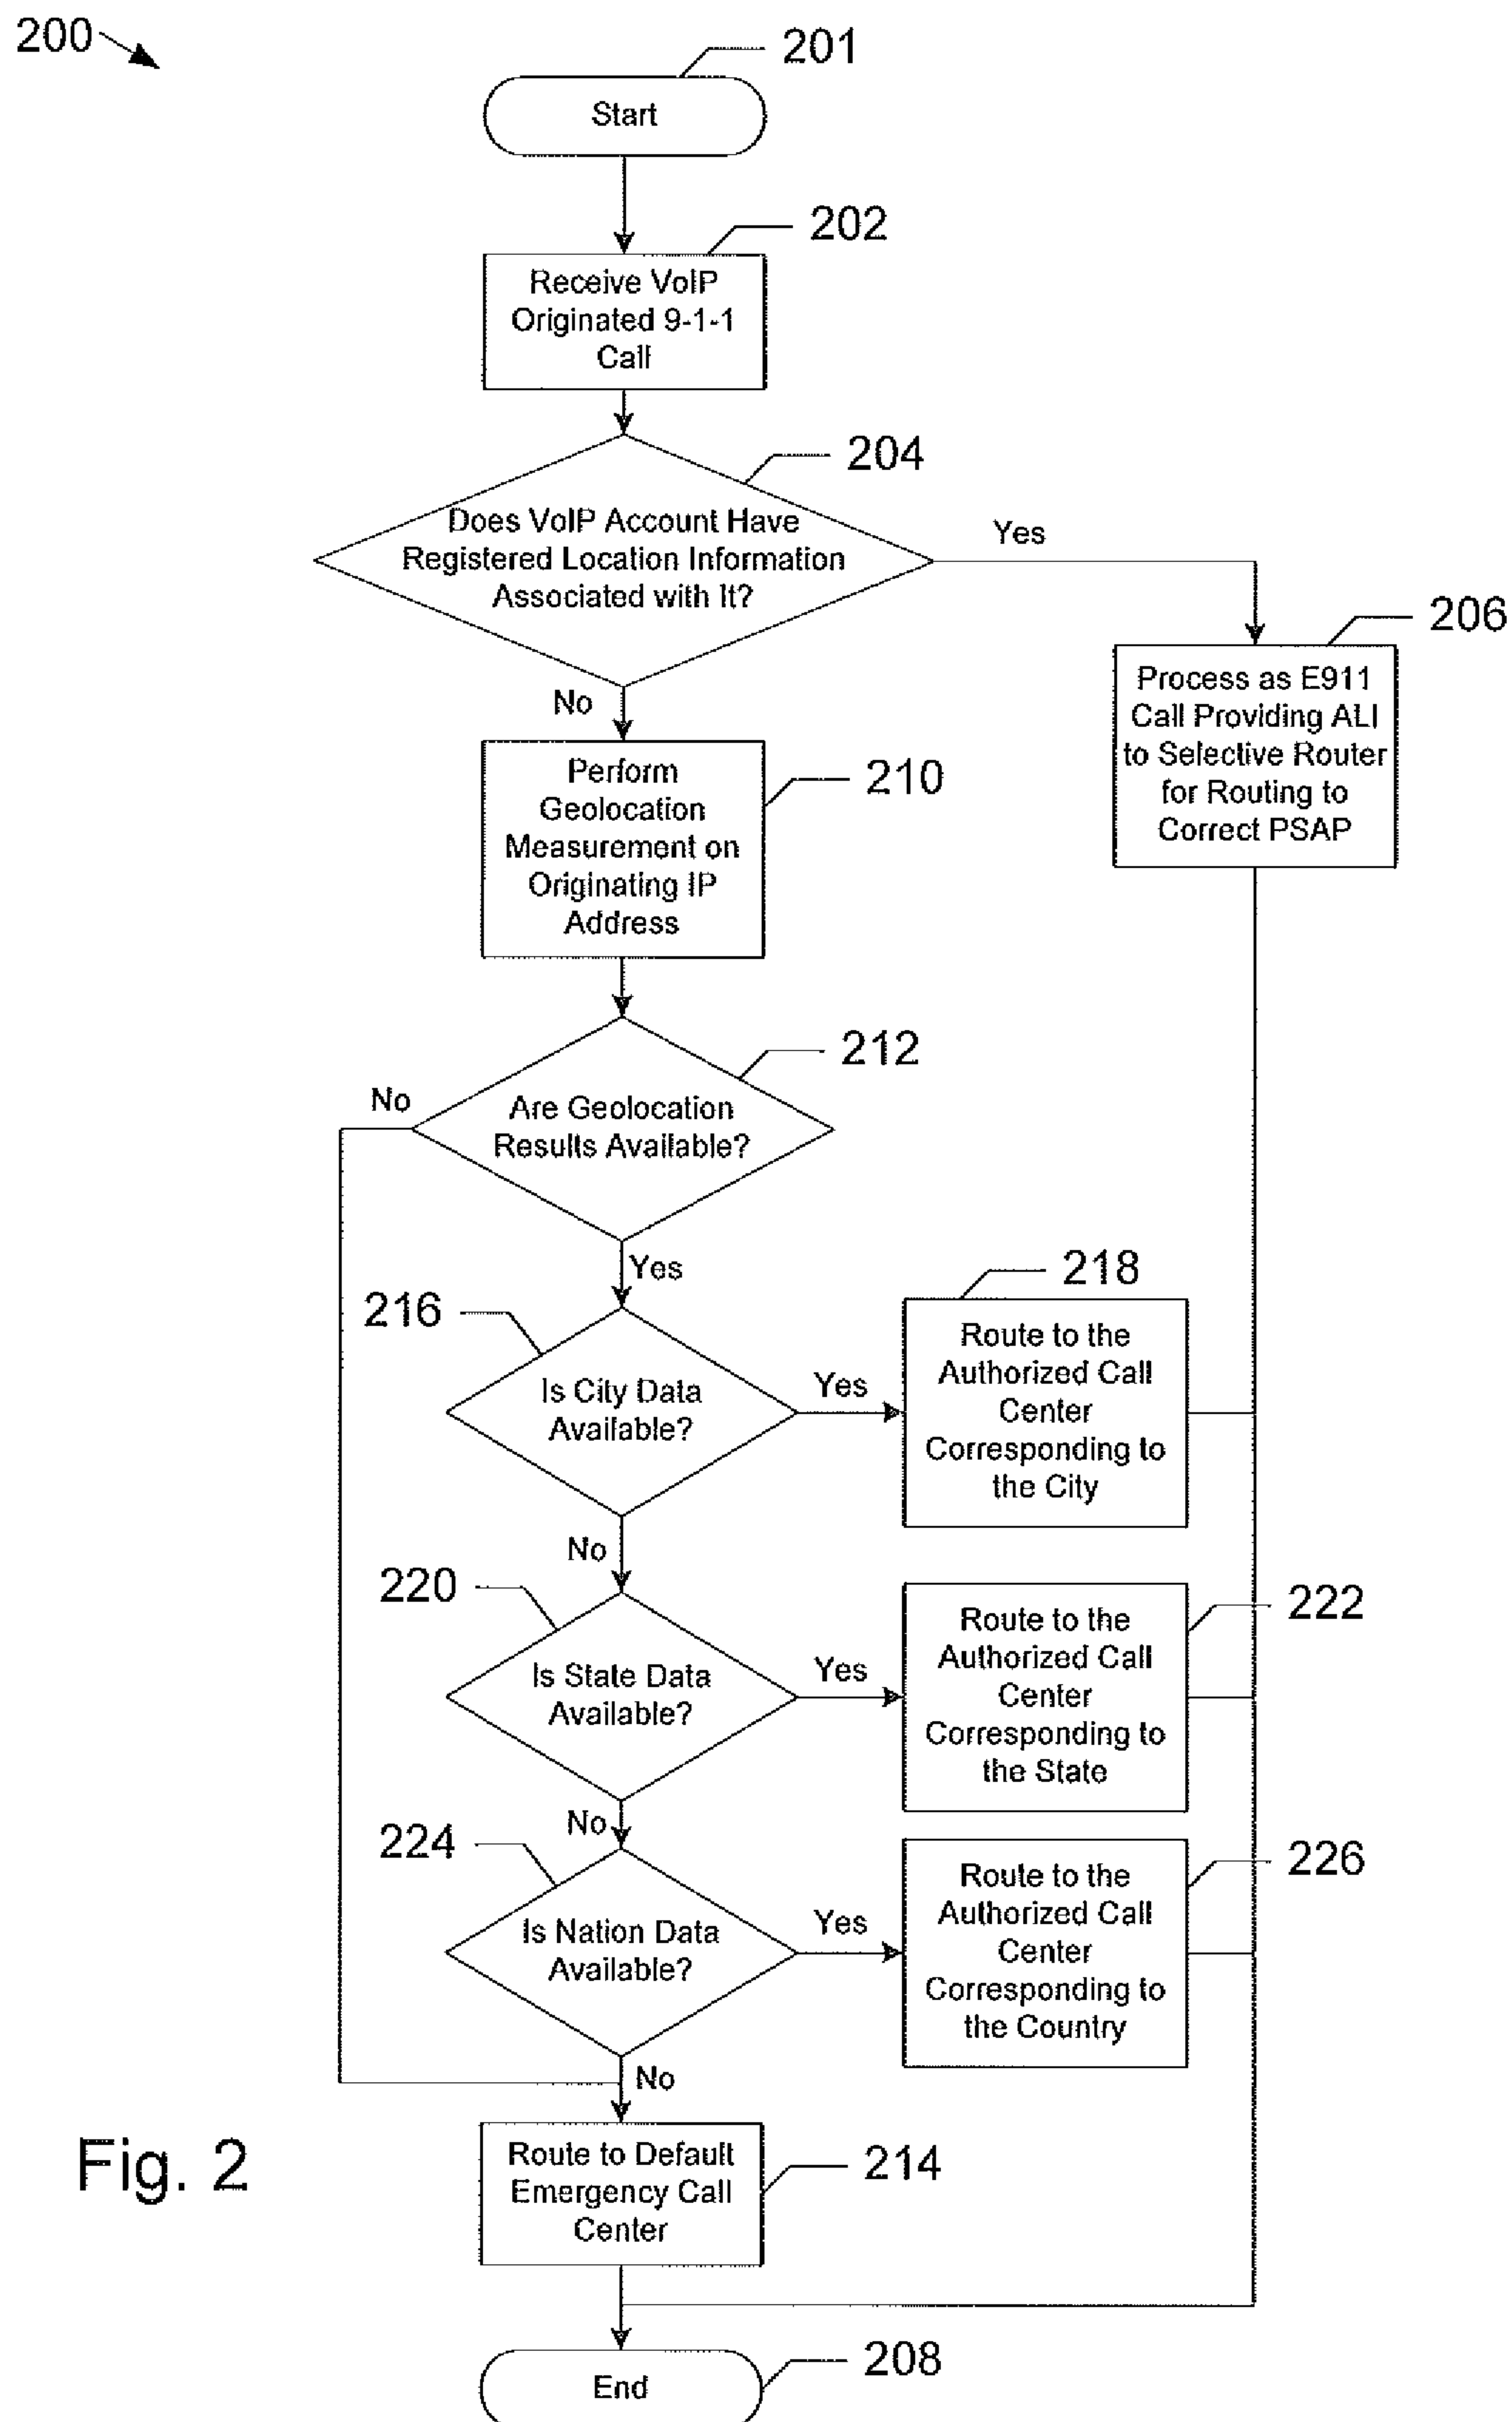 200
201
Start
202
Receive VoIP
Originated 9-1-1
Call
204
Does VoIP Account Have
Registered Location Information
Associated with It?
Yes
206
Process as E911
Call Providing ALI
to Selective Router
for Routing to
Correct PSAP
No
Perform
Geolocation
Measurement on
Originating IP
Address
210
212
No
Are Geolocation
Results Available?
Yes
216
Is City Data
Available?
Yes
218
Route to the
Authorized Call
Center
Corresponding to
the City
No
220
Is State Data
Available?
Yes
222
Route to the
Authorized Call
Center
Corresponding to
the State
No
224
Is Nation Data
Available?
Yes
226
Route to the
Authorized Call
Center
Corresponding to
the Country
No
Fig. 2
Route to Default
Emergency Call
Center
214
End
208